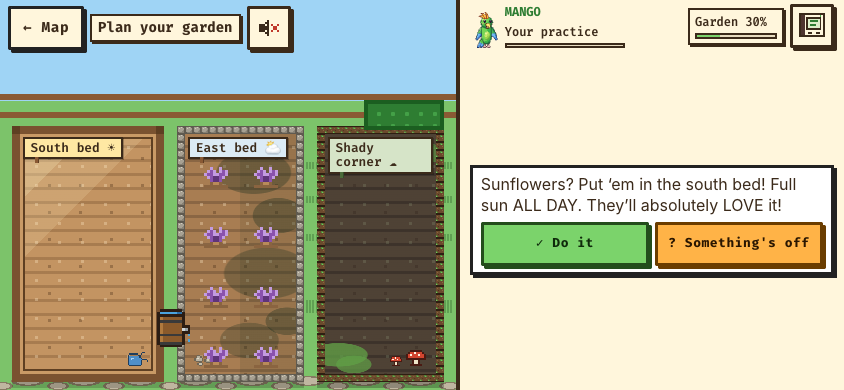 ← Map
Plan your garden
MANGO
Your practice
Garden 30%
South bed ☀
East bed ⛅
Shady
corner ☁
Sunflowers? Put ‘em in the south bed! Full
sun ALL DAY. They’ll absolutely LOVE it!
✓ Do it
? Something's off